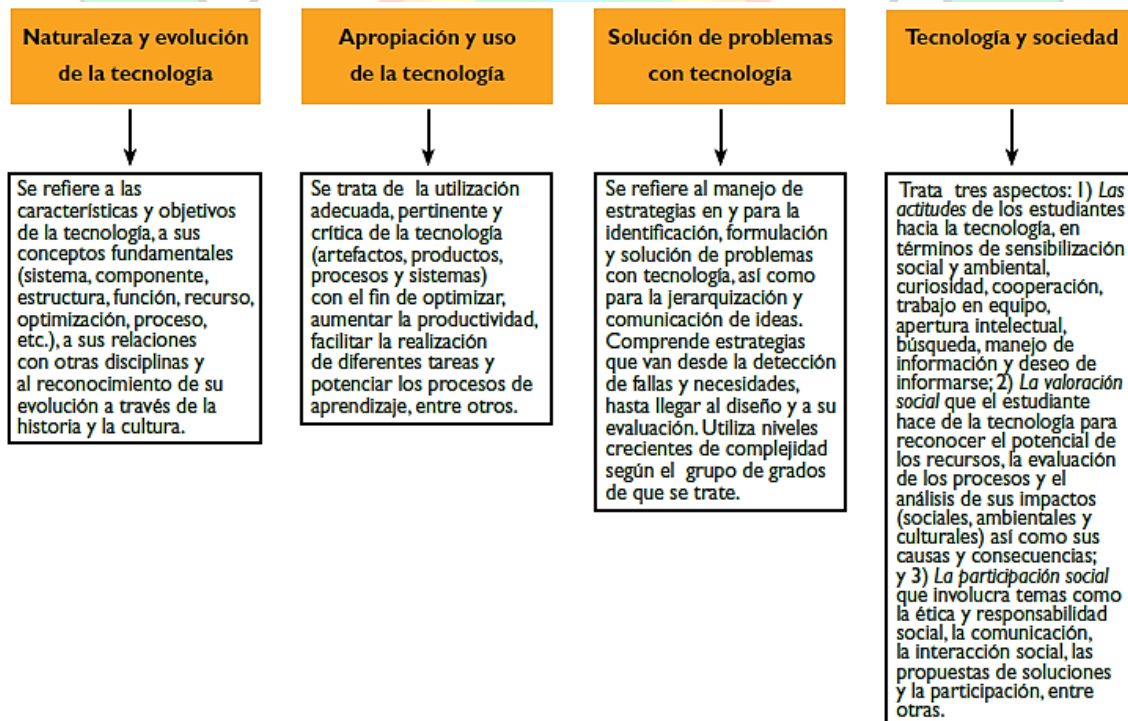 Naturaleza y evolución
de la tecnología
Se refiere a las
características y objetivos
de la tecnología, a sus
conceptos fundamentales
(sistema, componente,
estructura, función, recurso,
optimización, proceso,
etc.), a sus relaciones
con otras disciplinas y
al reconocimiento de su
evolución a través de la
historia y la cultura.
Apropiación y uso
de la tecnología
Se trata de la utilización
adecuada, pertinente y
crítica de la tecnología
(artefactos, productos,
procesos y sistemas)
con el fin de optimizar,
aumentar la productividad,
facilitar la realización
de diferentes tareas y
potenciar los procesos de
aprendizaje, entre otros.
Solución de problemas
con tecnología
Se refiere al manejo de
estrategias en y para la
identificación, formulación
y solución de problemas
con tecnología, así como
para la jerarquización y
comunicación de ideas.
Comprende estrategias
que van desde la detección
de fallas y necesidades,
hasta llegar al diseño y a su
evaluación. Utiliza niveles
crecientes de complejidad
según el grupo de grados
de que se trate.
Tecnología y sociedad
Trata tres aspectos: 1) Las
actitudes de los estudiantes
hacia la tecnología, en
términos de sensibilización
social y ambiental,
curiosidad, cooperación,
trabajo en equipo,
apertura intelectual,
búsqueda, manejo de
información y deseo de
informarse; 2) La valoración
social que el estudiante
hace de la tecnología para
reconocer el potencial de
los recursos, la evaluación
de los procesos y el
análisis de sus impactos
(sociales, ambientales y
culturales) así como sus
causas y consecuencias;
y 3) La participación social
que involucra temas como
la ética y responsabilidad
social, la comunicación,
la interacción social, las
propuestas de soluciones
y la participación, entre
otras.